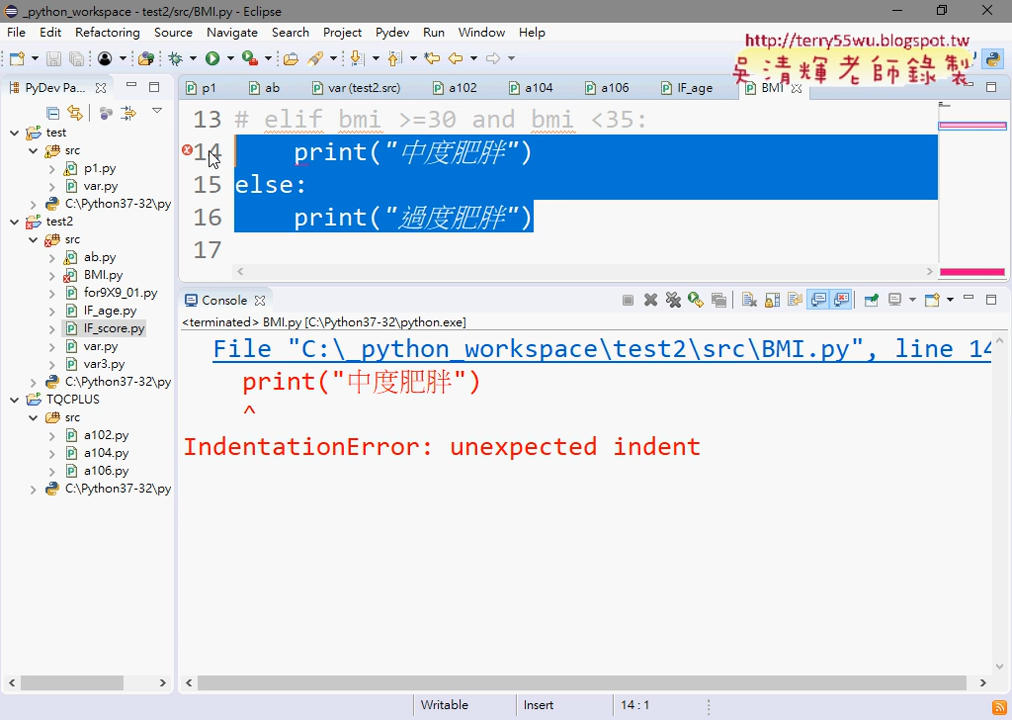 _python_workspace - test2/src/BMI.py - Eclipse
File Edit Refactoring Source Navigate Search Project Pydev Run Window Help
http://terry55wu.blogspot.tw
吳清輝老師錄製
PyDev Pa...
p1 ab var (test2.src) a102 a104 a106 IF_age BMI
test
src
p1.py
var.py
C:\Python37-32\py
test2
src
ab.py
BMI.py
for9X9_01.py
IF_age.py
IF_score.py
var.py
var3.py
C:\Python37-32\py
TQCPLUS
src
a102.py
a104.py
a106.py
C:\Python37-32\py
13 # elif bmi >=30 and bmi <35:
14 print("中度肥胖")
15 else:
16 print("過度肥胖")
17
Console
<terminated> BMI.py [C:\Python37-32\python.exe]
File "C:\_python_workspace\test2\src\BMI.py", line 14
print("中度肥胖")
^
IndentationError: unexpected indent
Writable Insert 14 : 1